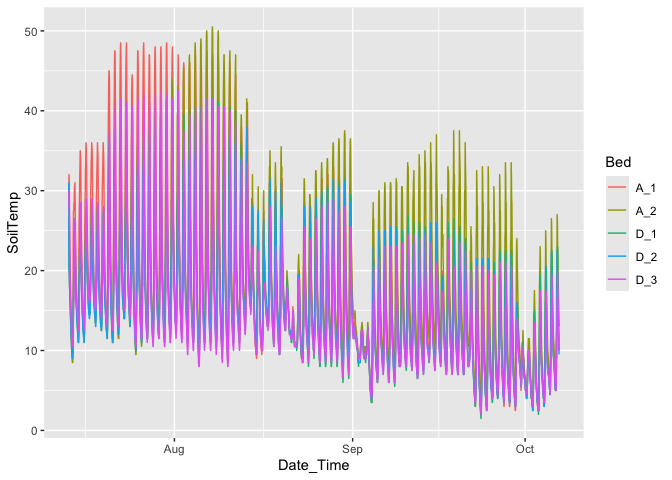 50
40
30
20
10
0
SoilTemp
Aug
Sep
Oct
Date_Time
Bed
A_1
A_2
D_1
D_2
D_3